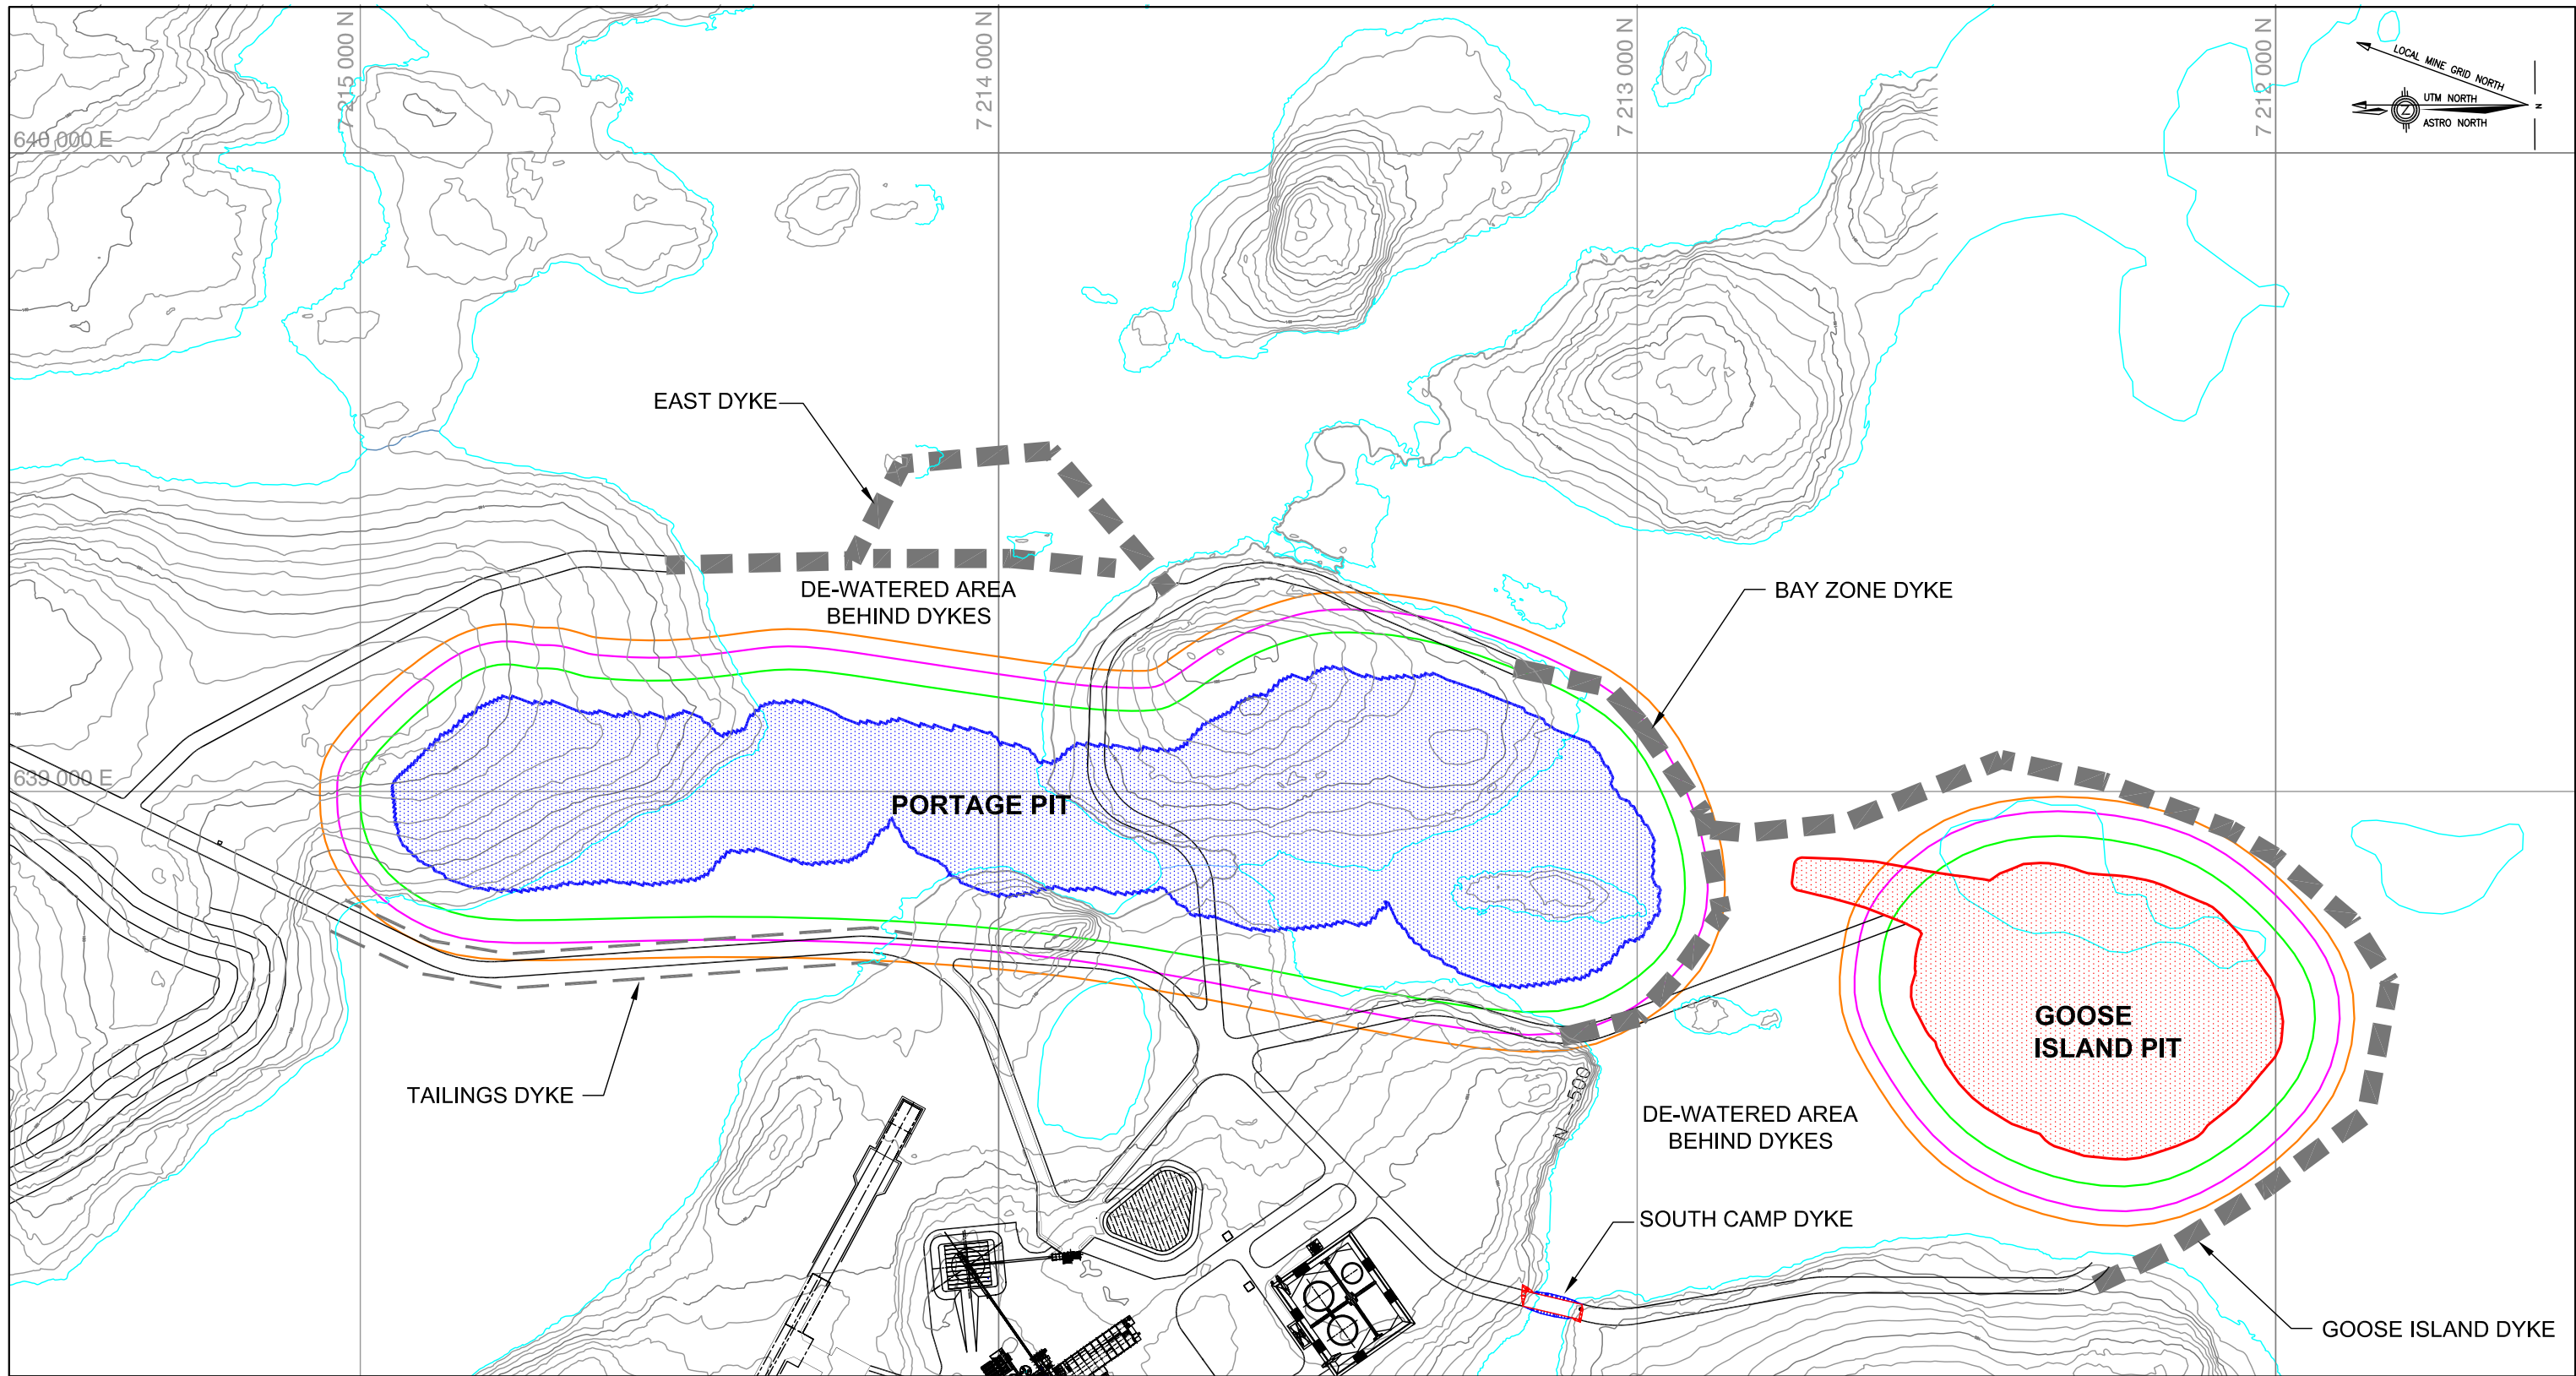 7 215 000 N
7 214 000 N
7 213 000 N
7 212 000 N
LOCAL MINE GRID NORTH
UTM NORTH
Z
N
ASTRO NORTH
640 000 E
EAST DYKE
DE-WATERED AREA
BEHIND DYKES
BAY ZONE DYKE
639 000 E
PORTAGE PIT
GOOSE
ISLAND PIT
TAILINGS DYKE
N -500
DE-WATERED AREA
BEHIND DYKES
SOUTH CAMP DYKE
GOOSE ISLAND DYKE